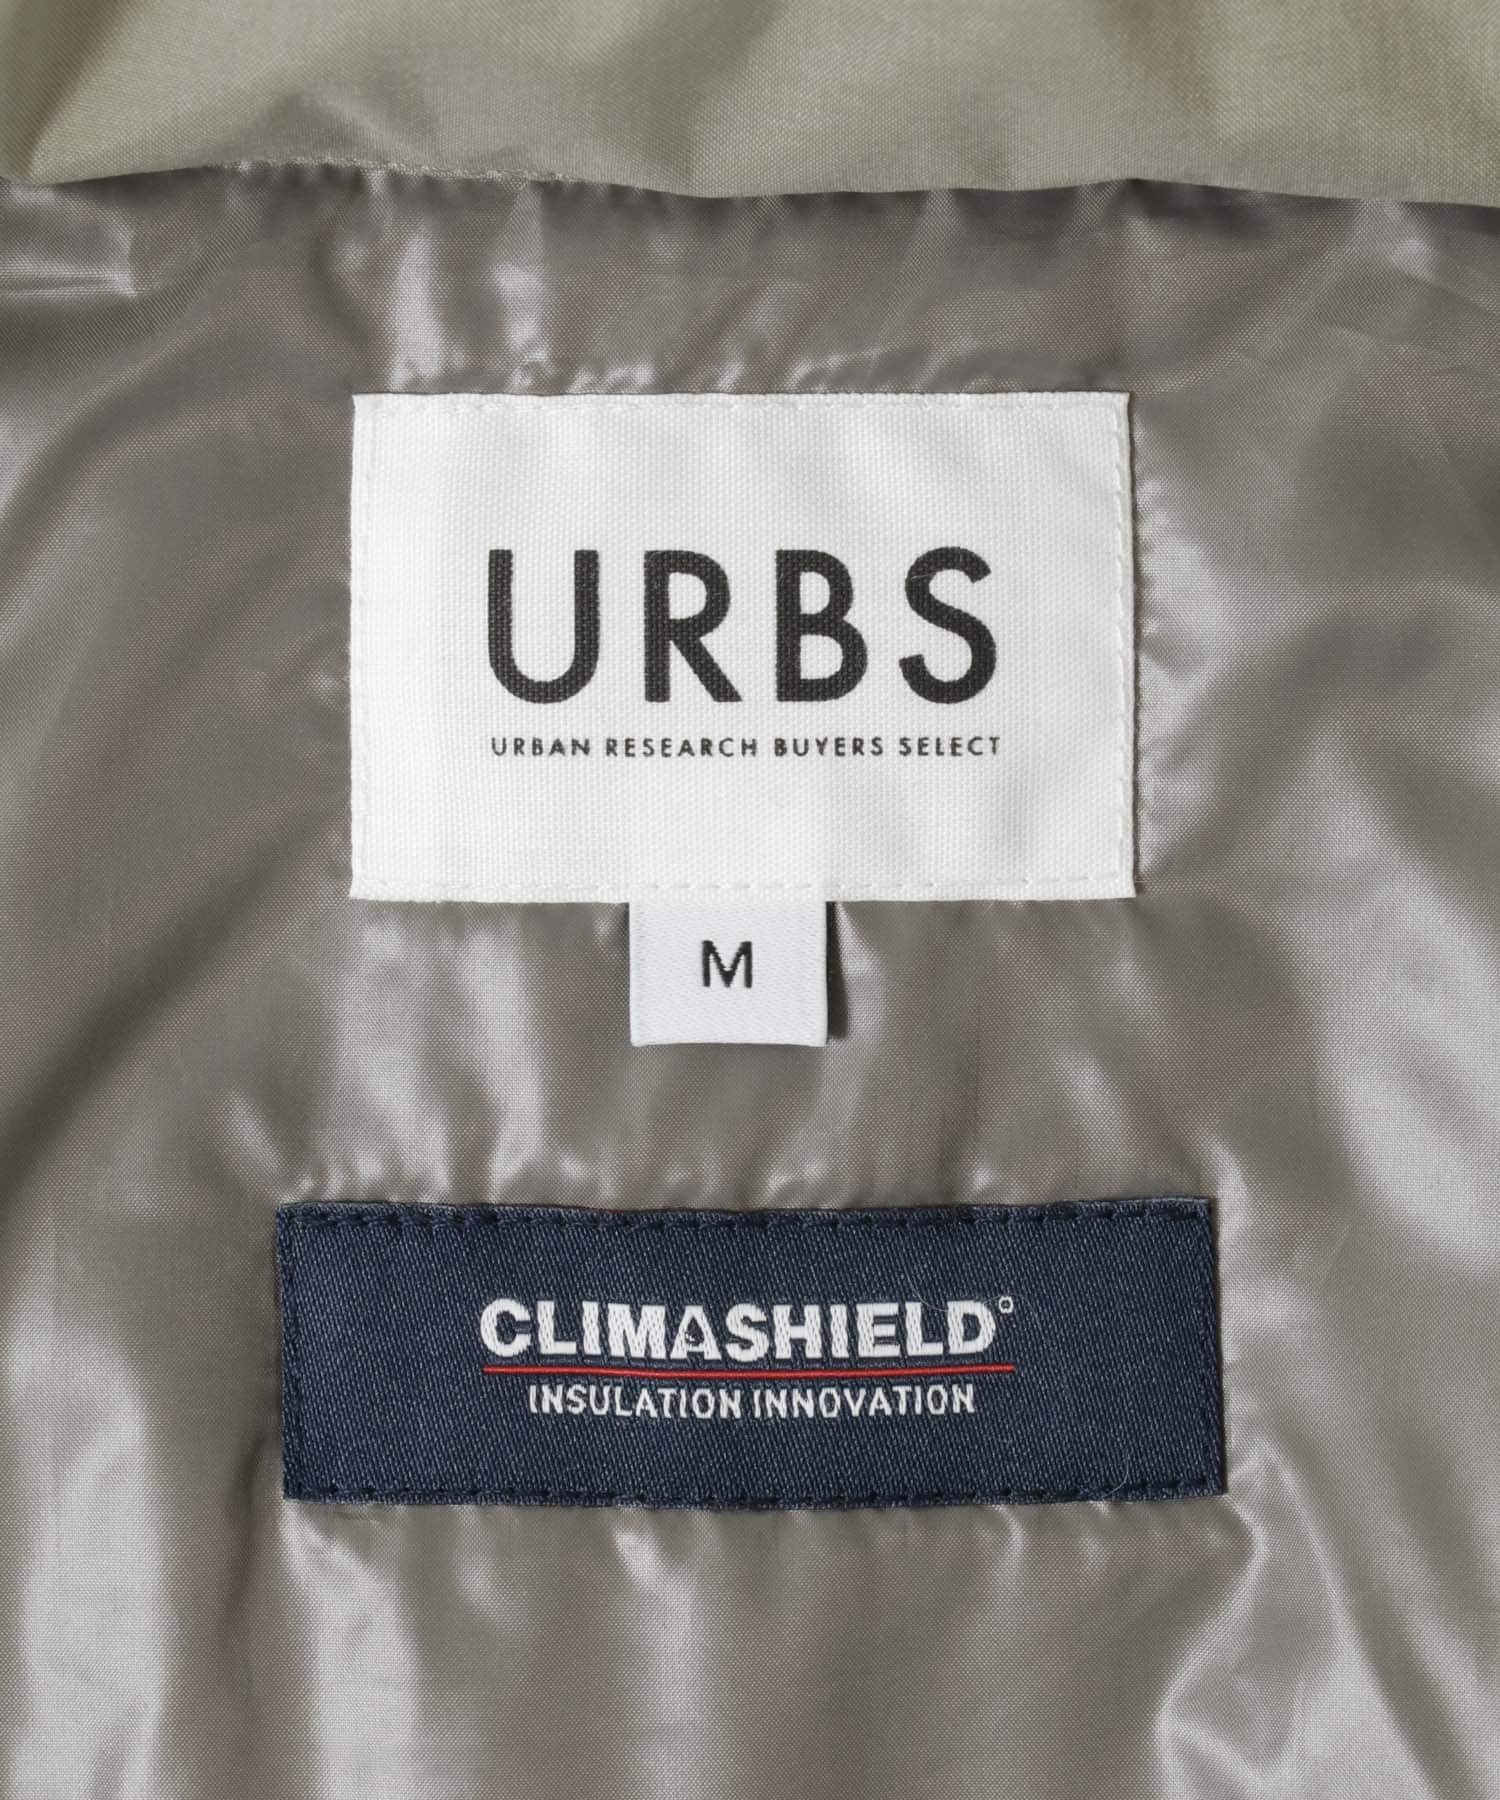 URBS
URBAN RESEARCH BUYERS SELECT
M
CLIMASHIELD®
INSULATION INNOVATION